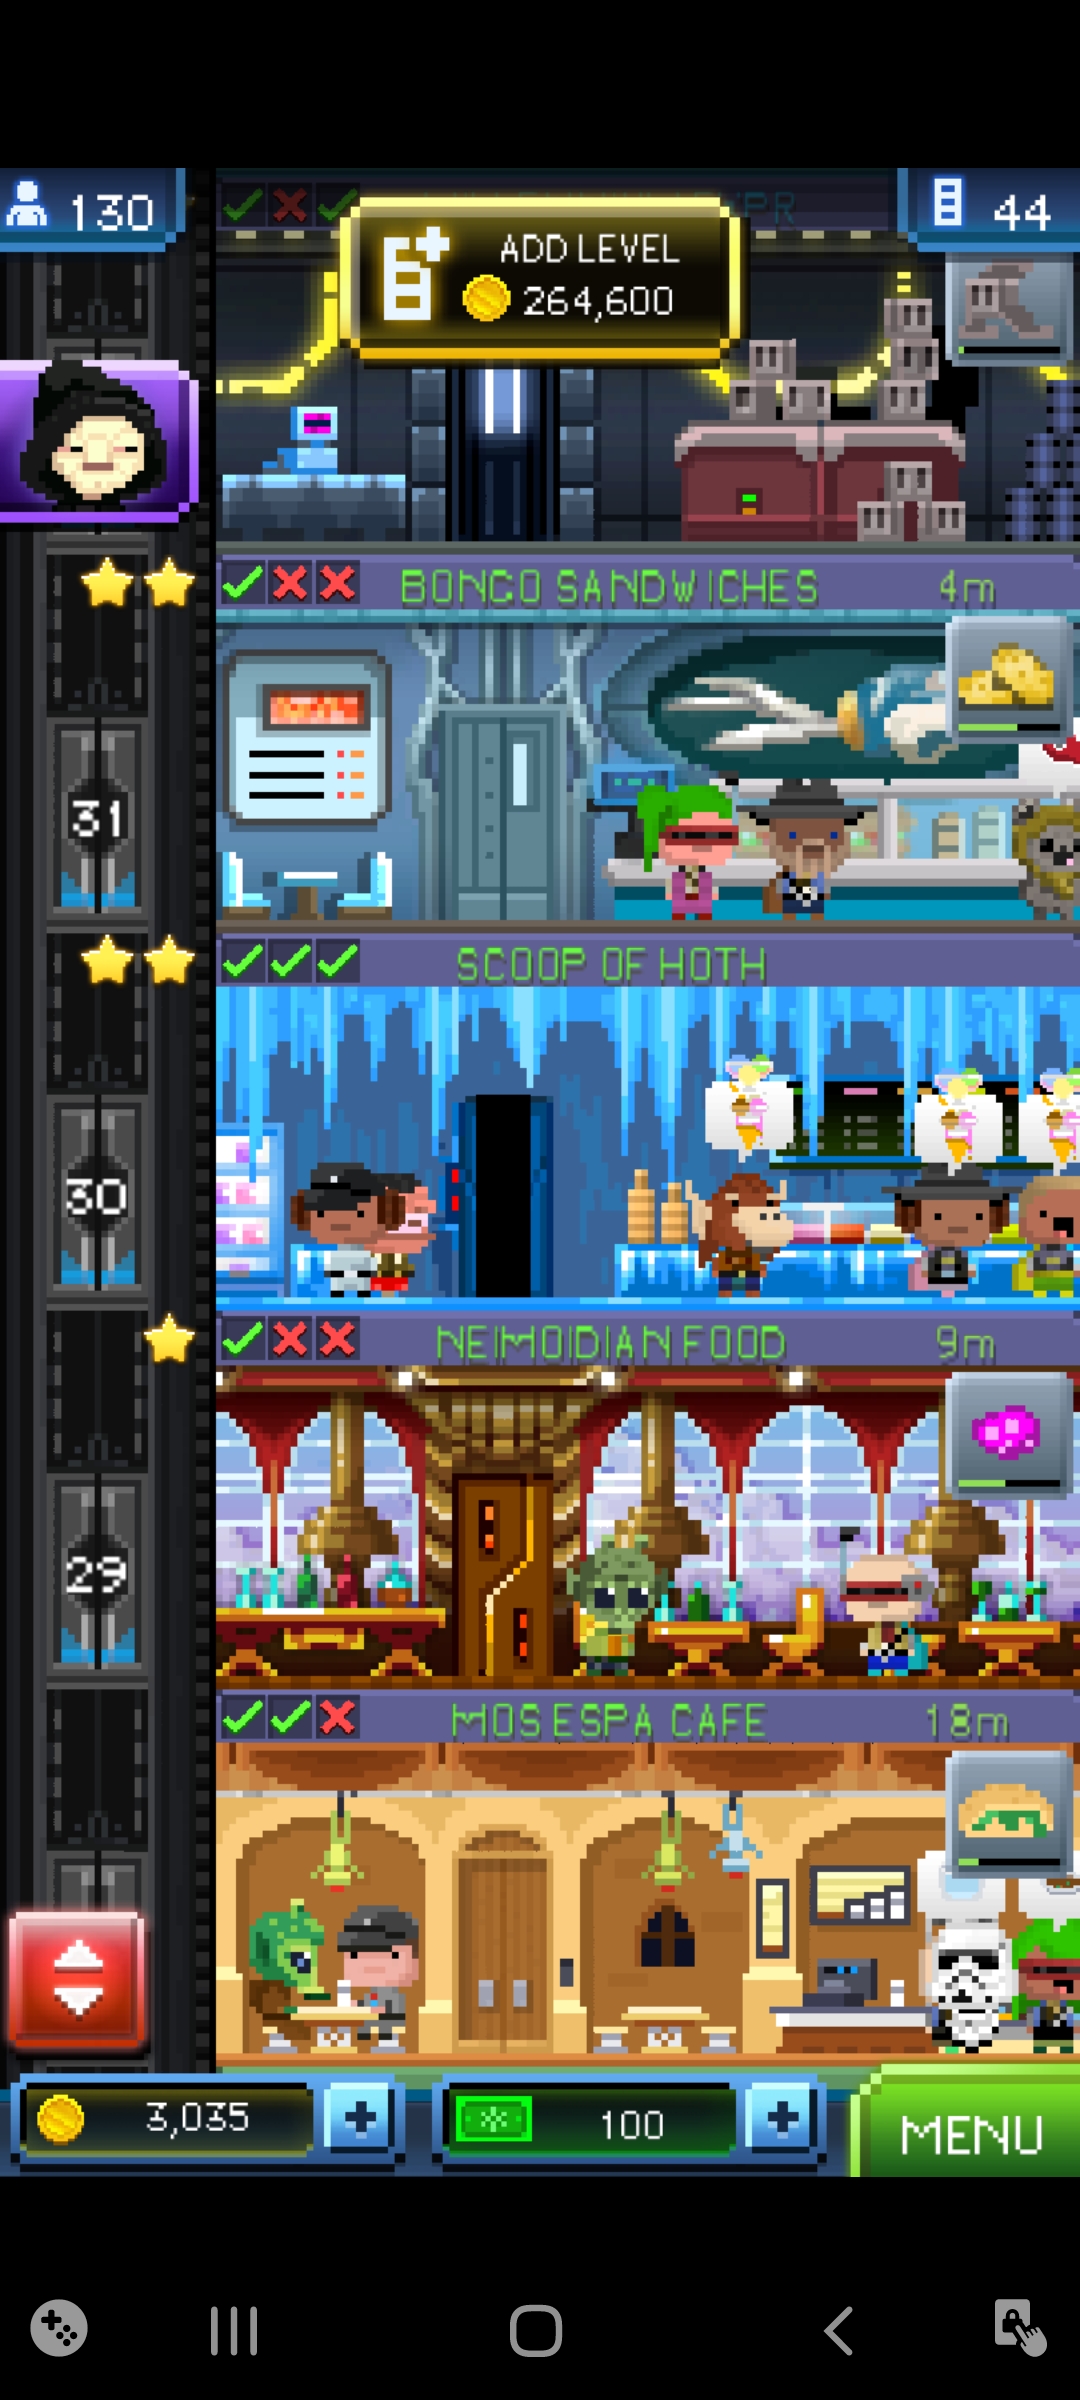 130
44
ADD LEVEL
264,600
BONGO SANDWICHES 4m
31
SCOOP OF HOTH
30
NEIMOIDIAN FOOD 9m
29
MOS ESPA CAFE 18m
3,035
100
MENU